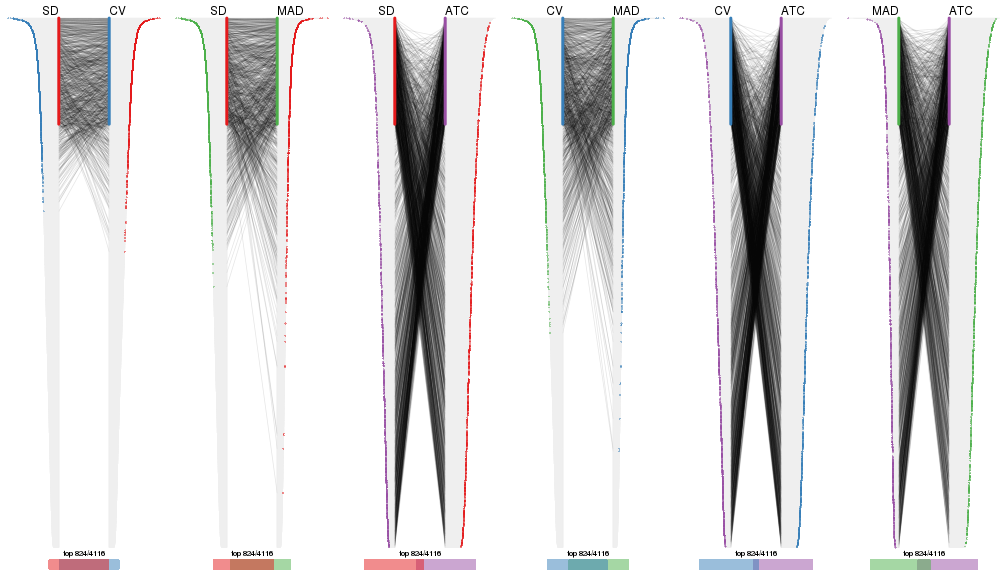 SD CV
SD MAD
SD ATC
CV MAD
CV ATC
MAD ATC
top 824/4116
top 824/4116
top 824/4116
top 824/4116
top 824/4116
top 824/4116